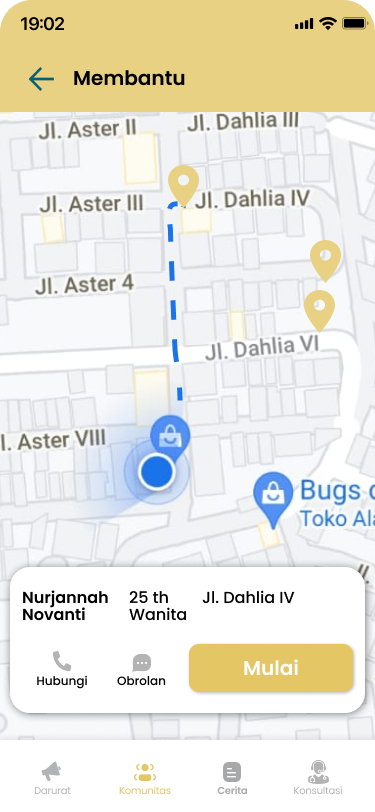 19:02
Membantu
Jl. Aster II
Jl. Dahlia III
Jl. Aster III
Jl. Dahlia IV
Jl. Aster 4
Jl. Dahlia VI
l. Aster VIII
Bugs
Toko Ala
Nurjannah
Novanti
25 th
Wanita
Jl. Dahlia IV
Hubungi
Obrolan
Mulai
Darurat
Komunitas
Cerita
Konsultasi